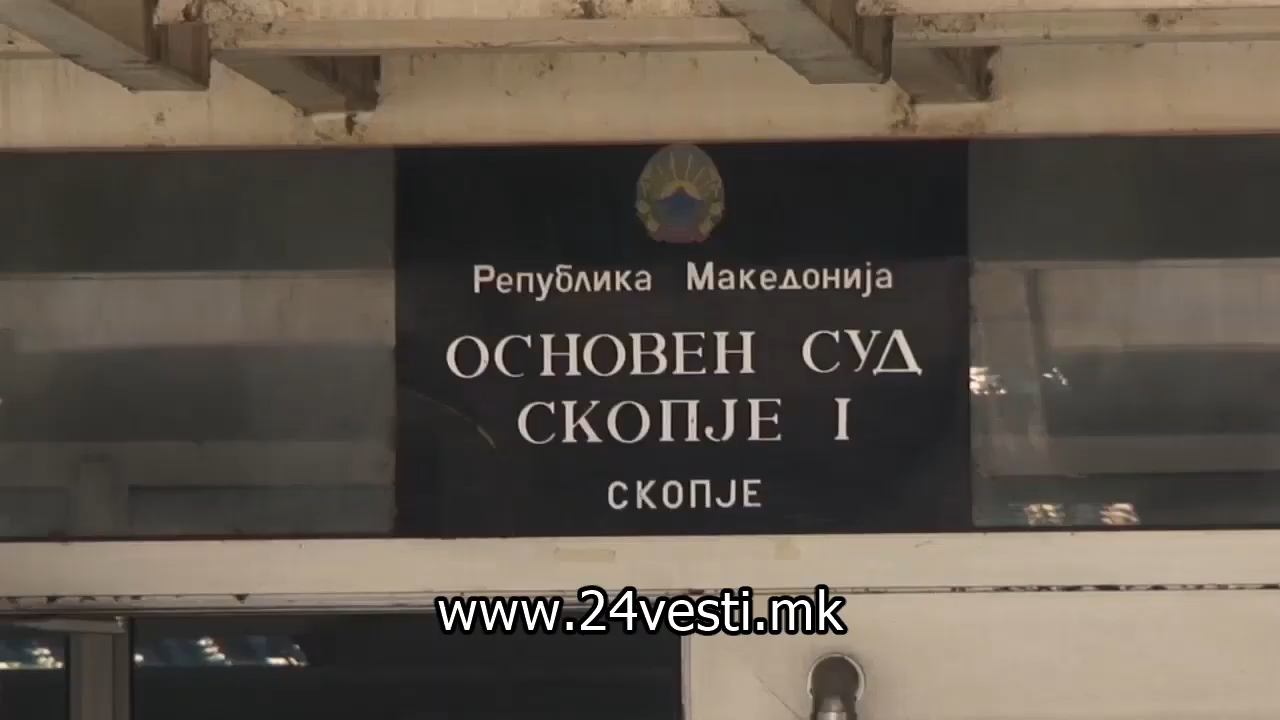 Република Македонија
ОСНОВЕН СУД
СКОПЈЕ I
СКОПЈЕ
www.24vesti.mk